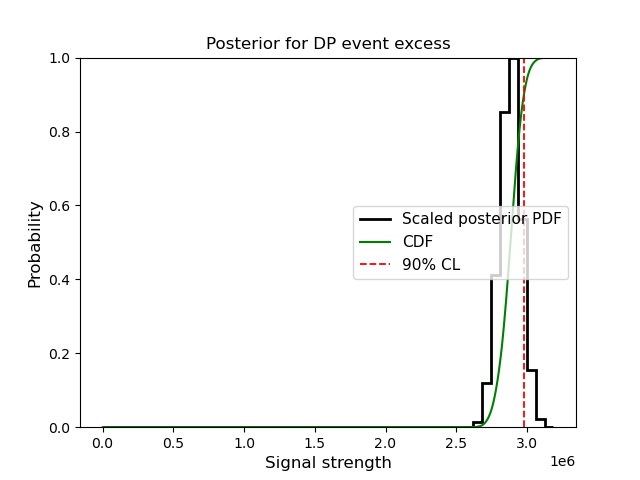 Posterior for DP event excess
1.0
0.8
0.6
0.4
0.2
0.0
Probability
Scaled posterior PDF
CDF
90% CL
0.0 0.5 1.0 1.5 2.0 2.5 3.0
1e6
Signal strength